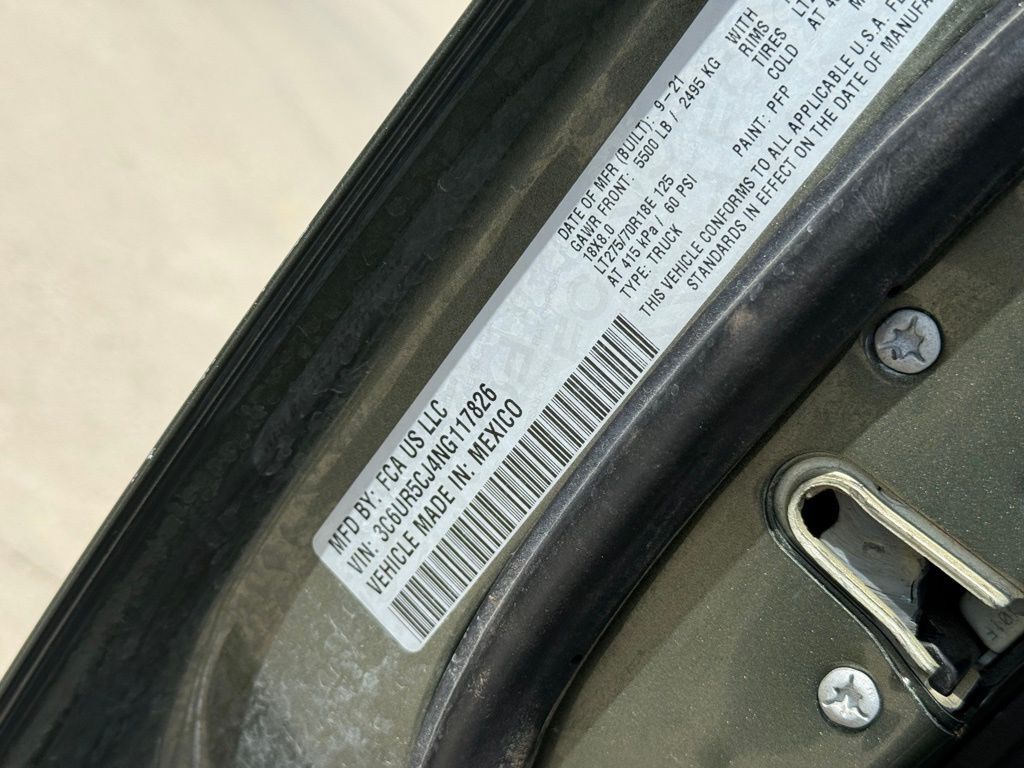 MFD BY: FCA US LLC
VIN: 3C6UR5CJ4NG117826
VEHICLE MADE IN: MEXICO
DATE OF MFR (BUILT): 9-21
GAWR FRONT: 5500 LB / 2495 KG WITH
18X8.0 RIMS
LT275/70R18E 125 TIRES
AT 415 kPa / 60 PSI COLD
TYPE: TRUCK PAINT: PFP
THIS VEHICLE CONFORMS TO ALL APPLICABLE U.S.A.
STANDARDS IN EFFECT ON THE DATE OF
AT